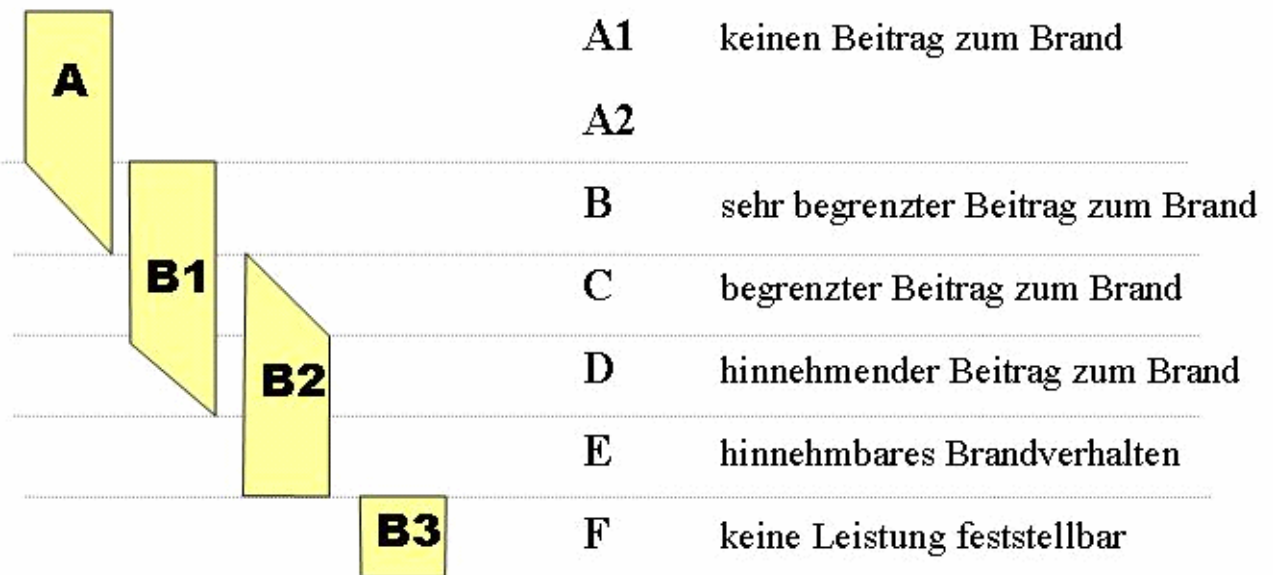 A
A1 keinen Beitrag zum Brand
A2
B sehr begrenzter Beitrag zum Brand
B1
C begrenzter Beitrag zum Brand
B2
D hinnehmender Beitrag zum Brand
E hinnehmbares Brandverhalten
B3
F keine Leistung feststellbar